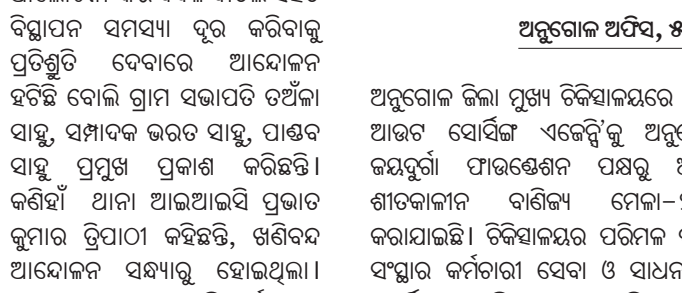 ବିସ୍ଥାପନ ସମସ୍ୟା ଦୂର କରିବାକୁ
ପ୍ରତିଶ୍ରୁତି ଦେବାରେ ଆନ୍ଦୋଳନ
ହଟିଛି ବୋଲି ଗ୍ରାମ ସଭାପତି ତଅଁଳା
ସାହୁ, ସମ୍ପାଦକ ଭରତ ସାହୁ, ପାଣ୍ଡବ
ସାହୁ ପ୍ରମୁଖ ପ୍ରକାଶ କରିଛନ୍ତି।
କଣିହାଁ ଥାନା ଆଇଆଇସି ପ୍ରଭାତ
କୁମାର ତ୍ରିପାଠୀ କହିଛନ୍ତି, ଖଣିବନ୍ଦ
ଆନ୍ଦୋଳନ ସନ୍ଧ୍ୟାରୁ ହୋଇଥିଲା।
ଅନୁଗୋଳ ଅଫିସ, ୫
ଅନୁଗୋଳ ଜିଲା ମୁଖ୍ୟ ଚିକିତ୍ସାଳୟରେ
ଆଉଟ ସୋର୍ସିଙ୍ଗ ଏଜେନ୍ସି'କୁ
ଜୟଦୁର୍ଗା ଫାଉଣ୍ଡେଶନ ପକ୍ଷରୁ
ଶୀତକାଳୀନ ବାଣିଜ୍ୟ ମେଳା-
କରାଯାଇଛି। ଚିକିତ୍ସାଳୟର ପରିମଳ
ସଂସ୍ଥାର କର୍ମଚାରୀ ସେବା ଓ